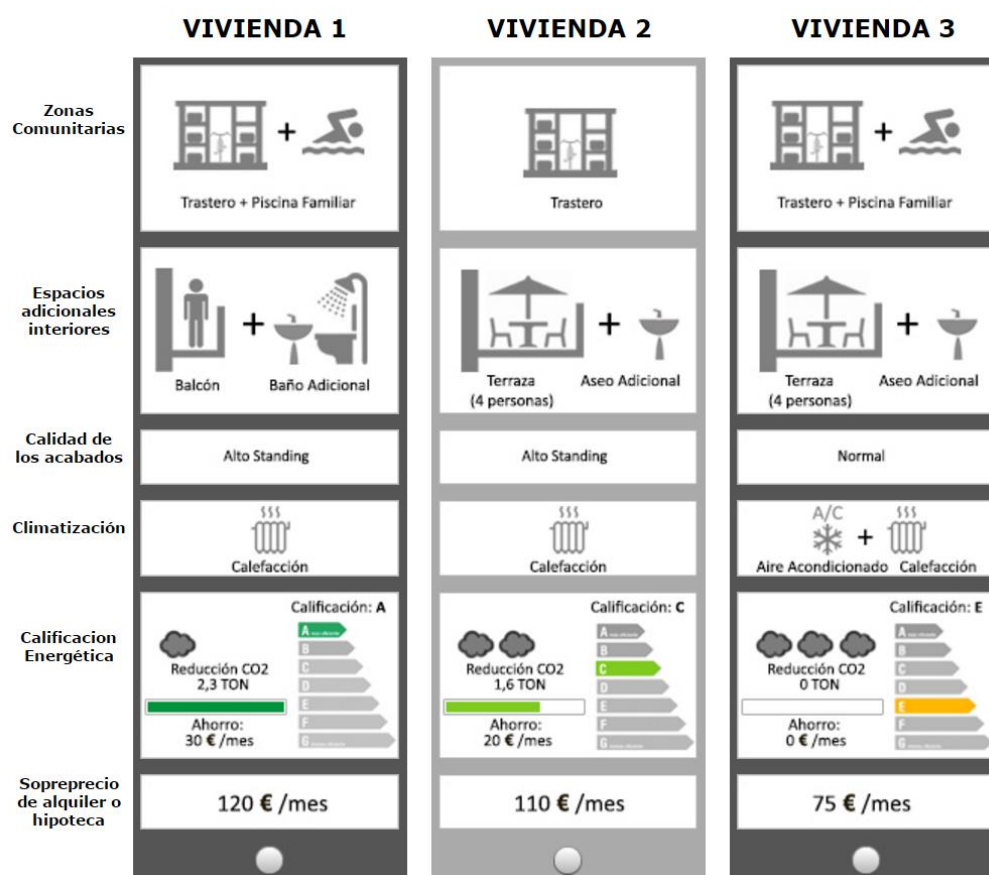 VIVIENDA 1
VIVIENDA 2
VIVIENDA 3
Zonas
Comunitarias
+
Trastero + Piscina Familiar
Trastero
+
Trastero + Piscina Familiar
Espacios
adicionales
interiores
+
Balcón
Baño Adicional
+
Terraza
(4 personas)
Aseo Adicional
+
Terraza
(4 personas)
Aseo Adicional
Calidad de
los acabados
Alto Standing
Alto Standing
Normal
Climatización
Calefacción
Calefacción
A/C
+
Aire Acondicionado
Calefacción
Calificacion
Energética
Calificación: A
Reducción CO2
2,3 TON
Ahorro:
30 € /mes
A
B
C
D
E
F
G
Calificación: C
Reducción CO2
1,6 TON
Ahorro:
20 € /mes
A
B
C
D
E
F
G
Calificación: E
Reducción CO2
0 TON
Ahorro:
0 € /mes
A
B
C
D
E
F
G
Sopreprecio
de alquiler o
hipoteca
120 € /mes
110 € /mes
75 € /mes